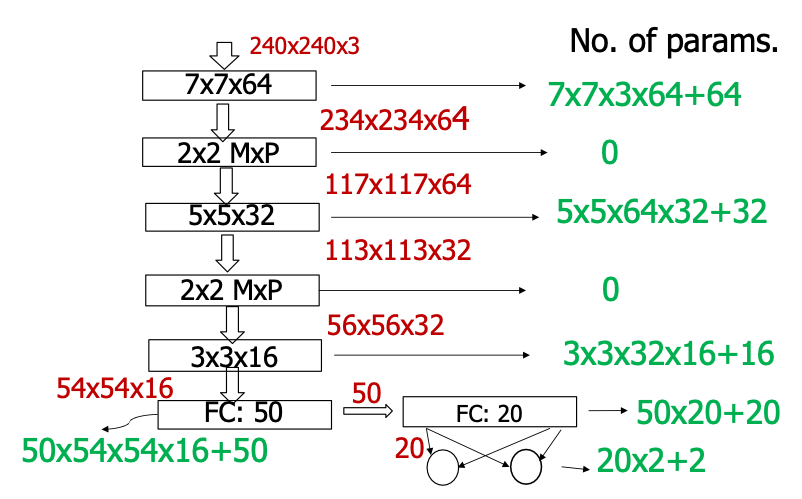 No. of params.
240x240x3
7x7x64
7x7x3x64+64
234x234x64
2x2 MxP
0
117x117x64
5x5x32
5x5x64x32+32
113x113x32
2x2 MxP
0
56x56x32
3x3x16
3x3x32x16+16
54x54x16
FC: 50
50
FC: 20
50x20+20
50x54x54x16+50
20
20x2+2